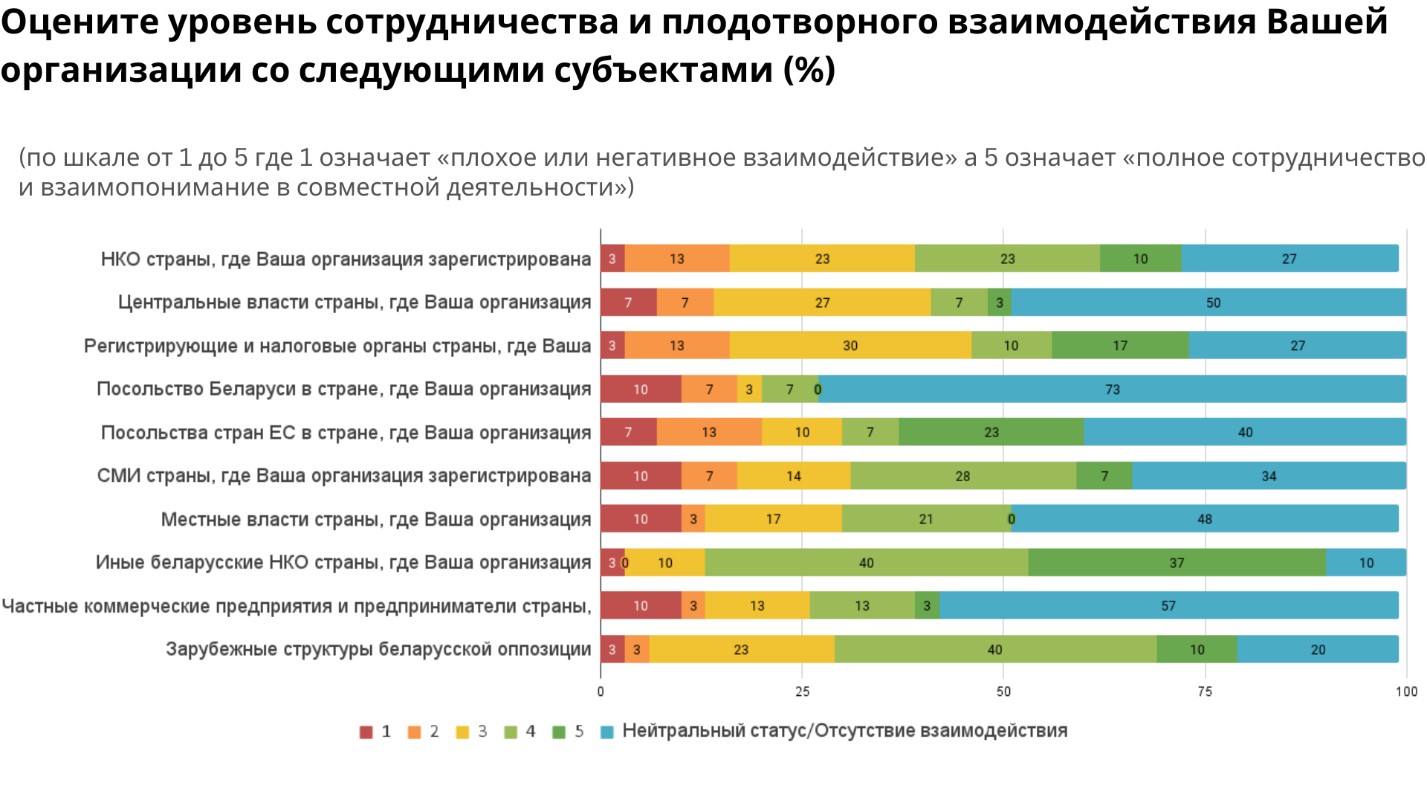 Оцените уровень сотрудничества и плодотворного взаимодействия Вашей
организации со следующими субъектами (%)
(по шкале от 1 до 5 где 1 означает «плохое или негативное взаимодействие» а 5 означает «полное сотрудничество
и взаимопонимание в совместной деятельности»)
НКО страны, где Ваша организация зарегистрирована 3 13 23 23 10 27
Центральные власти страны, где Ваша организация 7 7 27 7 3 50
Регистрирующие и налоговые органы страны, где Ваша 3 13 30 10 17 27
Посольство Беларуси в стране, где Ваша организация 10 7 3 7 0 73
Посольства стран ЕС в стране, где Ваша организация 7 13 10 7 23 40
СМИ страны, где Ваша организация зарегистрирована 10 7 14 28 7 34
Местные власти страны, где Ваша организация 10 3 17 21 0 48
Иные беларусские НКО страны, где Ваша организация 3 0 10 40 37 10
Частные коммерческие предприятия и предприниматели страны, 10 3 13 13 3 57
Зарубежные структуры беларусской оппозиции 3 3 23 40 10 20
0 25 50 75 100
1 2 3 4 5 Нейтральный статус/Отсутствие взаимодействия